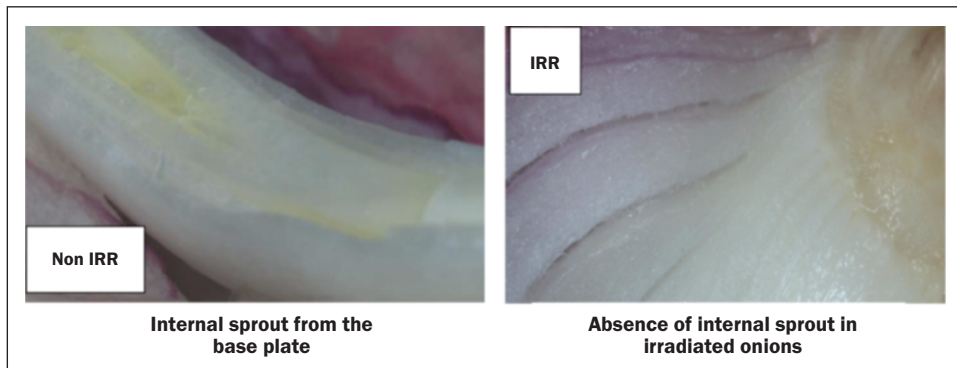 Non IRR
IRR
Internal sprout from the
base plate
Absence of internal sprout in
irradiated onions